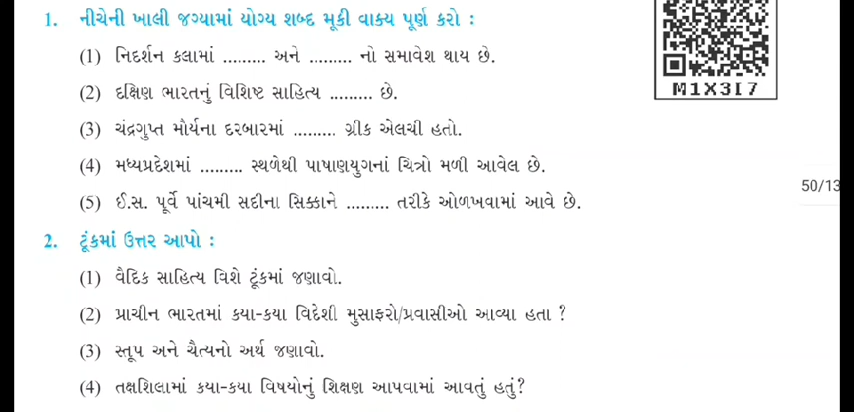 1. નીચેની ખાલી જગ્યામાં યોગ્ય શબ્દ મૂકી વાક્ય પૂર્ણ કરો :
(1) નિદર્શન કલામાં ......... અને ......... નો સમાવેશ થાય છે.
(2) દક્ષિણ ભારતનું વિશિષ્ટ સાહિત્ય ......... છે.
M1X3I7
(3) ચંદ્રગુપ્ત મૌર્યના દરબારમાં ......... ગ્રીક એલચી હતો.
(4) મધ્યપ્રદેશમાં ......... સ્થળેથી પાષાણયુગનાં ચિત્રો મળી આવેલ છે.
50/13
(5) ઈ.સ. પૂર્વે પાંચમી સદીના સિક્કાને ......... તરીકે ઓળખવામાં આવે છે.
2. ટૂંકમાં ઉત્તર આપો :
(1) વૈદિક સાહિત્ય વિશે ટૂંકમાં જણાવો.
(2) પ્રાચીન ભારતમાં કયા-કયા વિદેશી મુસાફરો/પ્રવાસીઓ આવ્યા હતા ?
(3) સ્તૂપ અને ચૈત્યનો અર્થ જણાવો.
(4) તક્ષશિલામાં કયા-કયા વિષયોનું શિક્ષણ આપવામાં આવતું હતું?